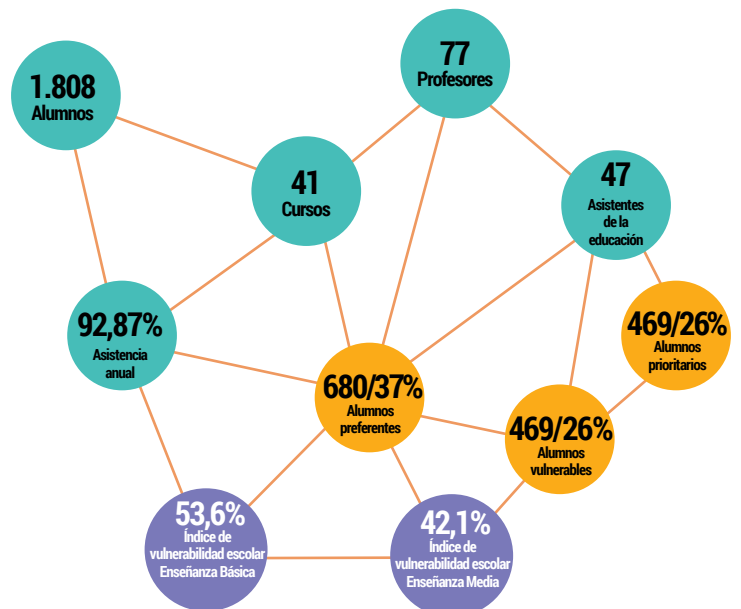 1.808
Alumnos
77
Profesores
41
Cursos
47
Asistentes
de la
educación
92,87%
Asistencia
anual
680/37%
Alumnos
preferentes
469/26%
Alumnos
prioritarios
469/26%
Alumnos
vulnerables
53,6%
Índice de
vulnerabilidad escolar
Enseñanza Básica
42,1%
Índice de
vulnerabilidad escolar
Enseñanza Media